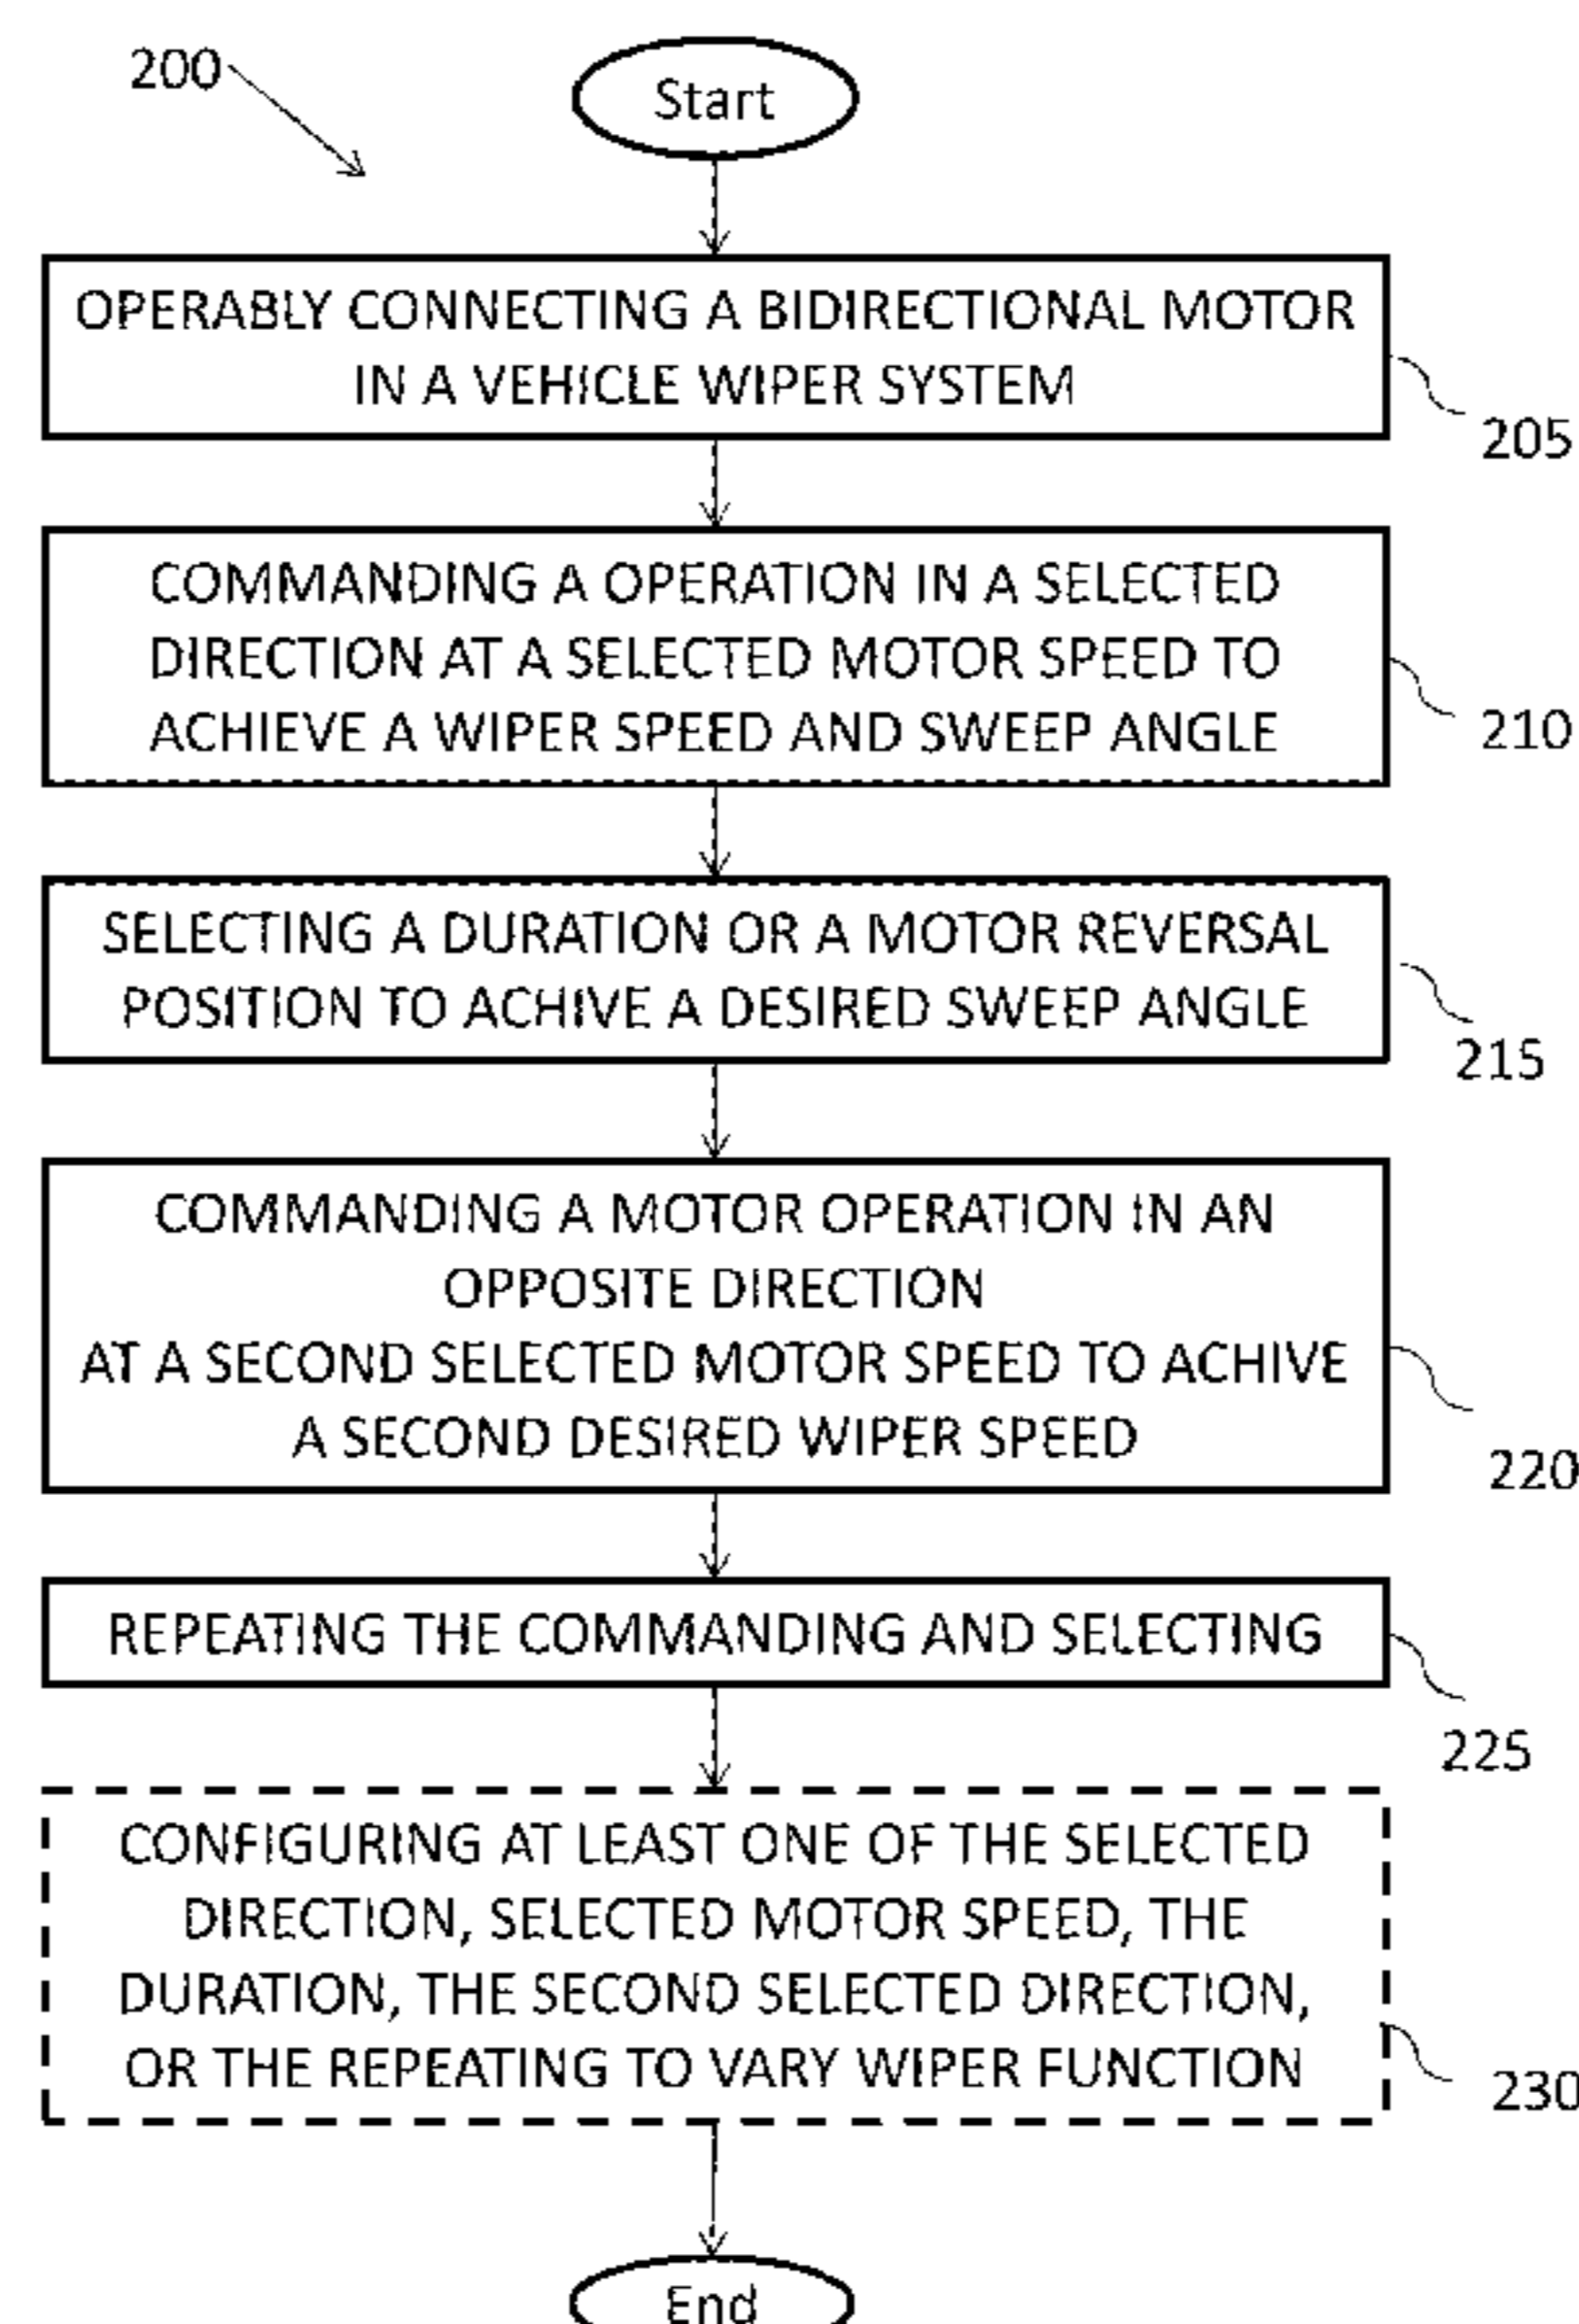 200
Start
OPERABLY CONNECTING A BIDIRECTIONAL MOTOR
IN A VEHICLE WIPER SYSTEM
205
COMMANDING A OPERATION IN A SELECTED
DIRECTION AT A SELECTED MOTOR SPEED TO
ACHIEVE A WIPER SPEED AND SWEEP ANGLE
210
SELECTING A DURATION OR A MOTOR REVERSAL
POSITION TO ACHIVE A DESIRED SWEEP ANGLE
215
COMMANDING A MOTOR OPERATION IN AN
OPPOSITE DIRECTION
AT A SECOND SELECTED MOTOR SPEED TO ACHIVE
A SECOND DESIRED WIPER SPEED
220
REPEATING THE COMMANDING AND SELECTING
225
CONFIGURING AT LEAST ONE OF THE SELECTED
DIRECTION, SELECTED MOTOR SPEED, THE
DURATION, THE SECOND SELECTED DIRECTION,
OR THE REPEATING TO VARY WIPER FUNCTION
230
End